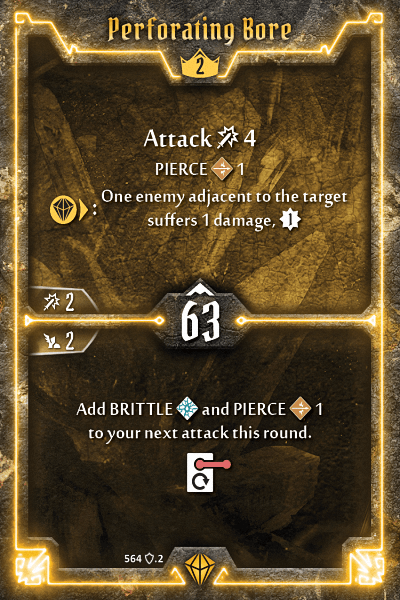 Perforating Bore
2
Attack 4
PIERCE 1
: One enemy adjacent to the target
suffers 1 damage, 1
2
63
2
Add BRITTLE and PIERCE 1
to your next attack this round.
564 .2